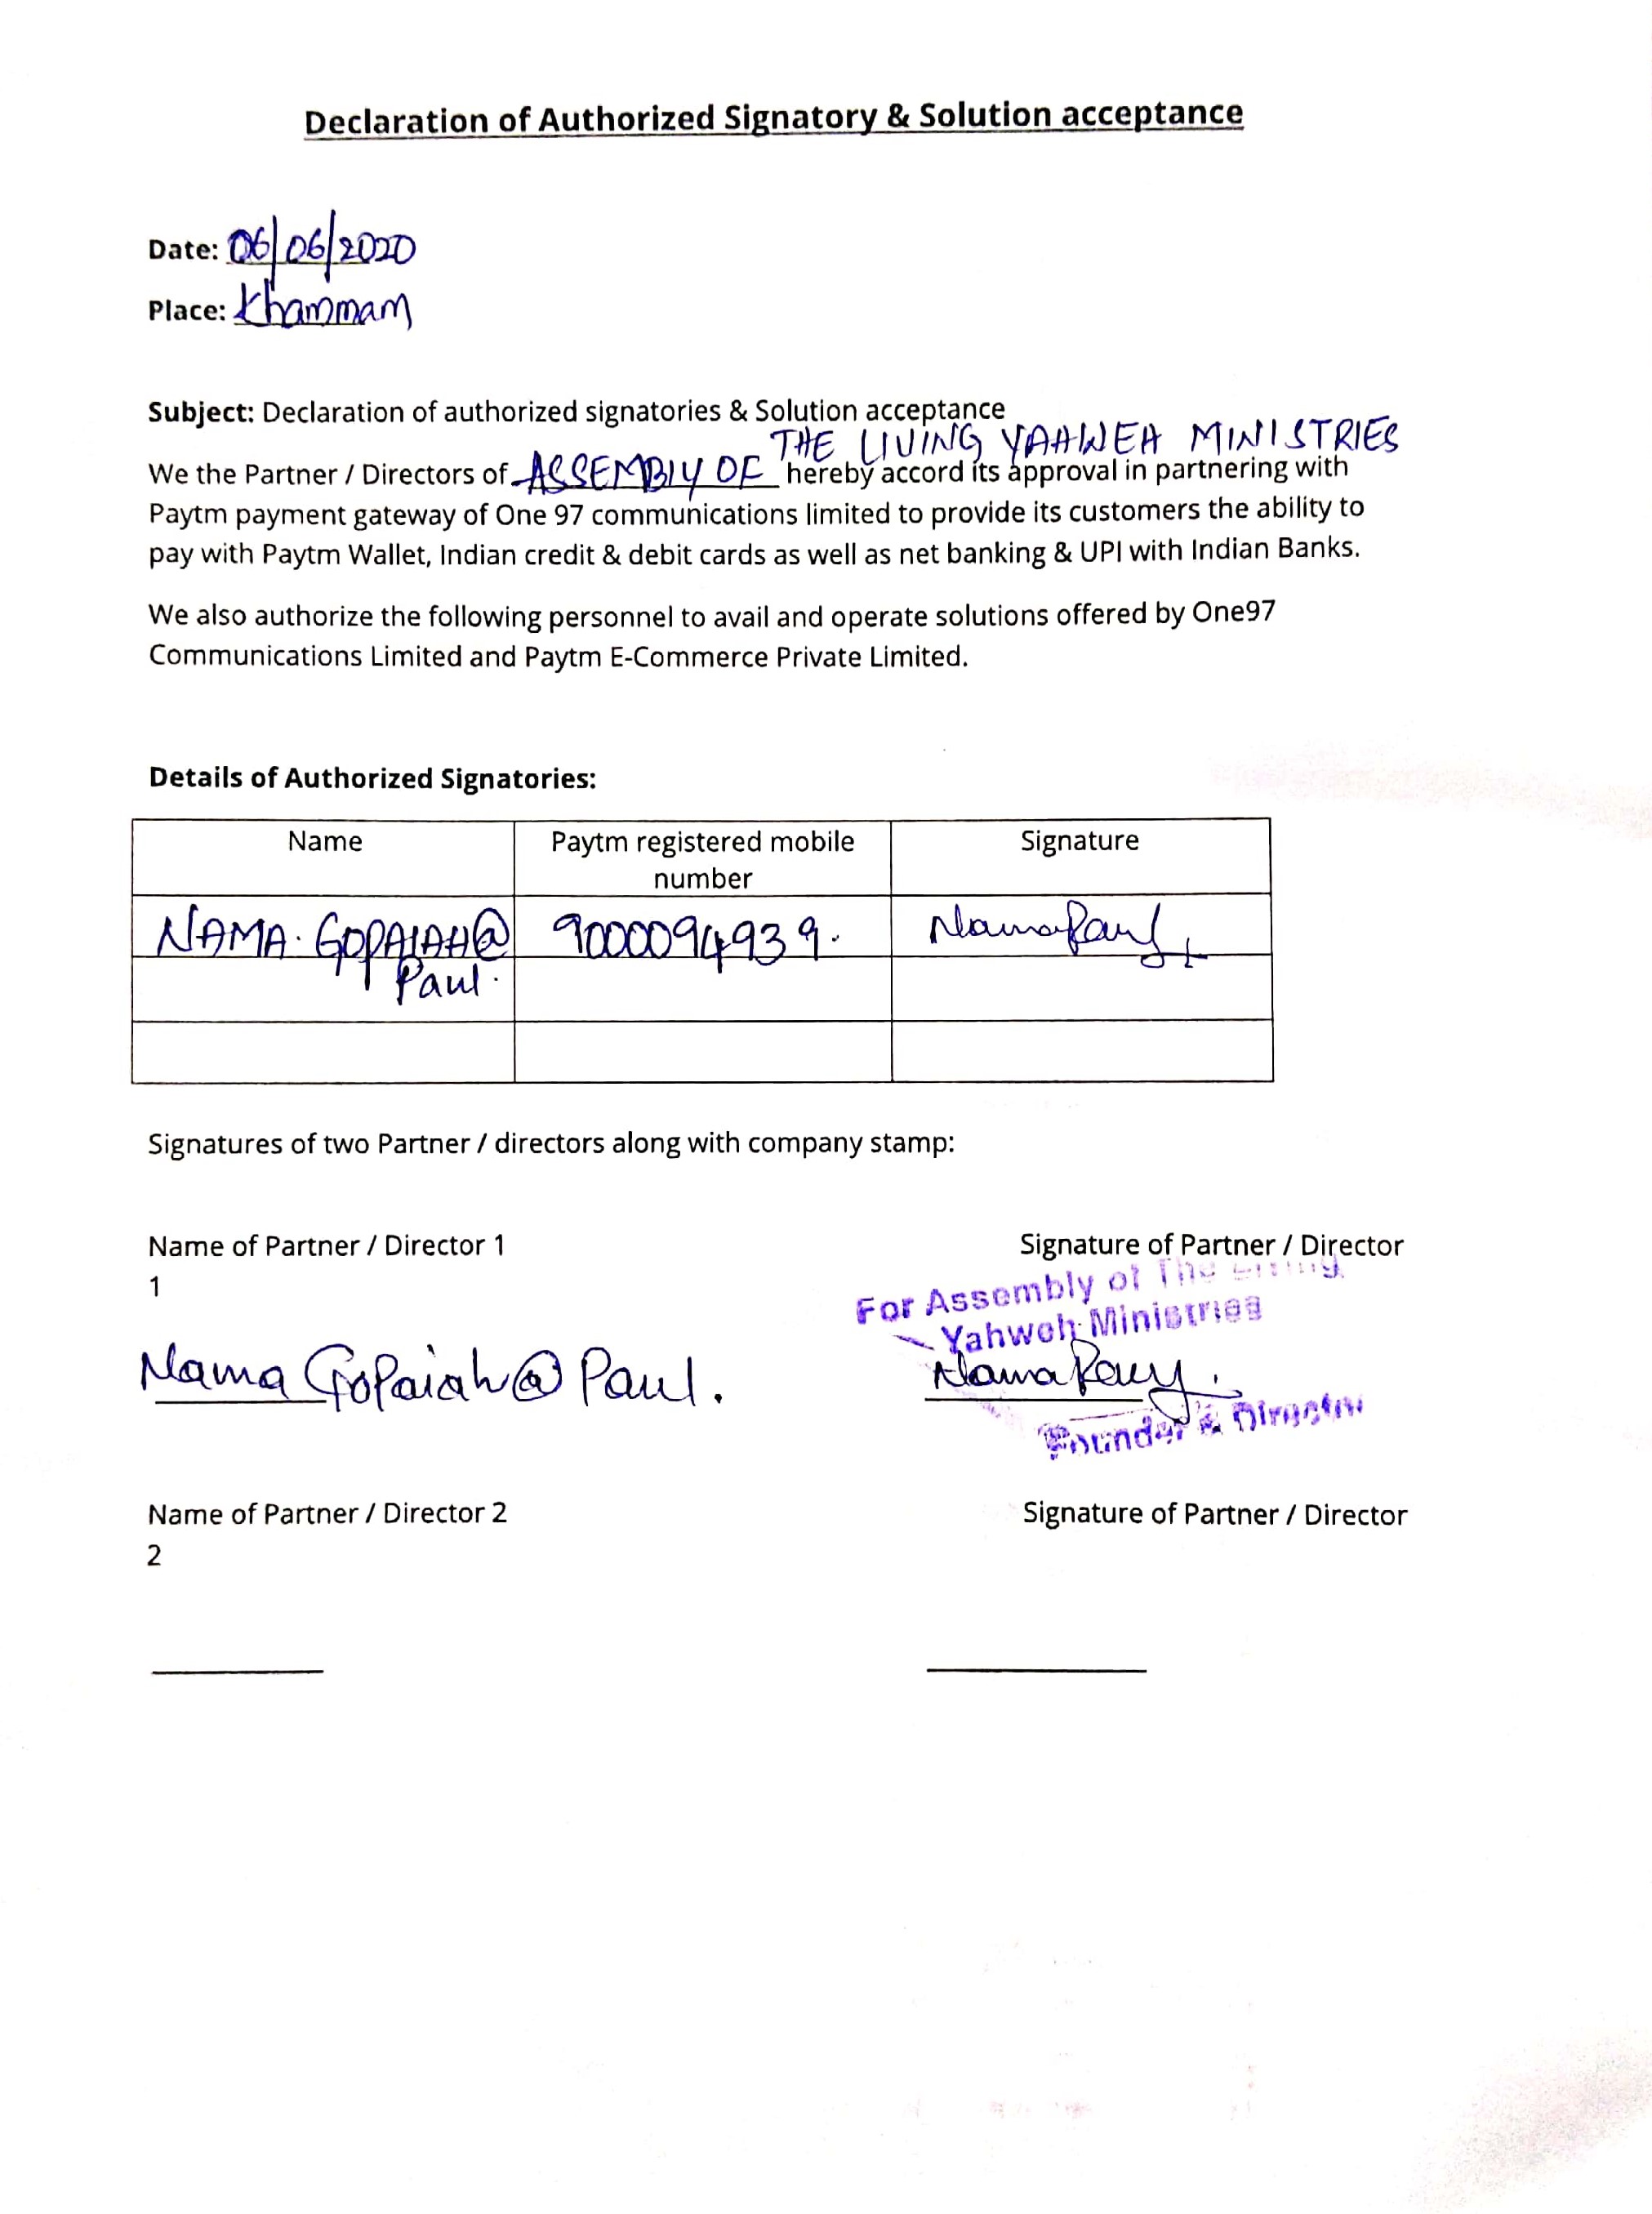 Declaration of Authorized Signatory & Solution acceptance
Date: 06/06/2020
Place: Khammam
Subject: Declaration of authorized signatories & Solution acceptance
THE LIVING YAHWEH MINISTRIES
We the Partner / Directors of ASSEMBLY OF hereby accord its approval in partnering with
Paytm payment gateway of One 97 communications limited to provide its customers the ability to
pay with Paytm Wallet, Indian credit & debit cards as well as net banking & UPI with Indian Banks.
We also authorize the following personnel to avail and operate solutions offered by One97
Communications Limited and Paytm E-Commerce Private Limited.
Details of Authorized Signatories:
Name Paytm registered mobile Signature
number
NAMA. GOPAIAH@ 9000094939. Nama Paul
Paul.
Signatures of two Partner / directors along with company stamp:
Name of Partner / Director 1 Signature of Partner / Director
1
For Assembly of The Living
Yahweh Ministries
Nama Gopaiah@ Paul. Nama Paul.
Founder & Director
Name of Partner / Director 2 Signature of Partner / Director
2